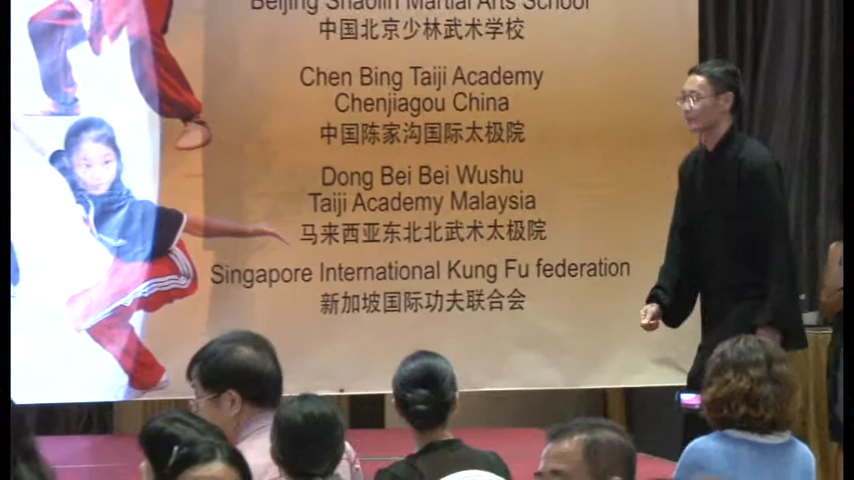 Beijing Shaolin Martial Arts School
中国北京少林武术学校
Chen Bing Taiji Academy
Chenjiagou China
中国陈家沟国际太极院
Dong Bei Bei Wushu
Taiji Academy Malaysia
马来西亚东北北武术太极院
Singapore International Kung Fu federation
新加坡国际功夫联合会